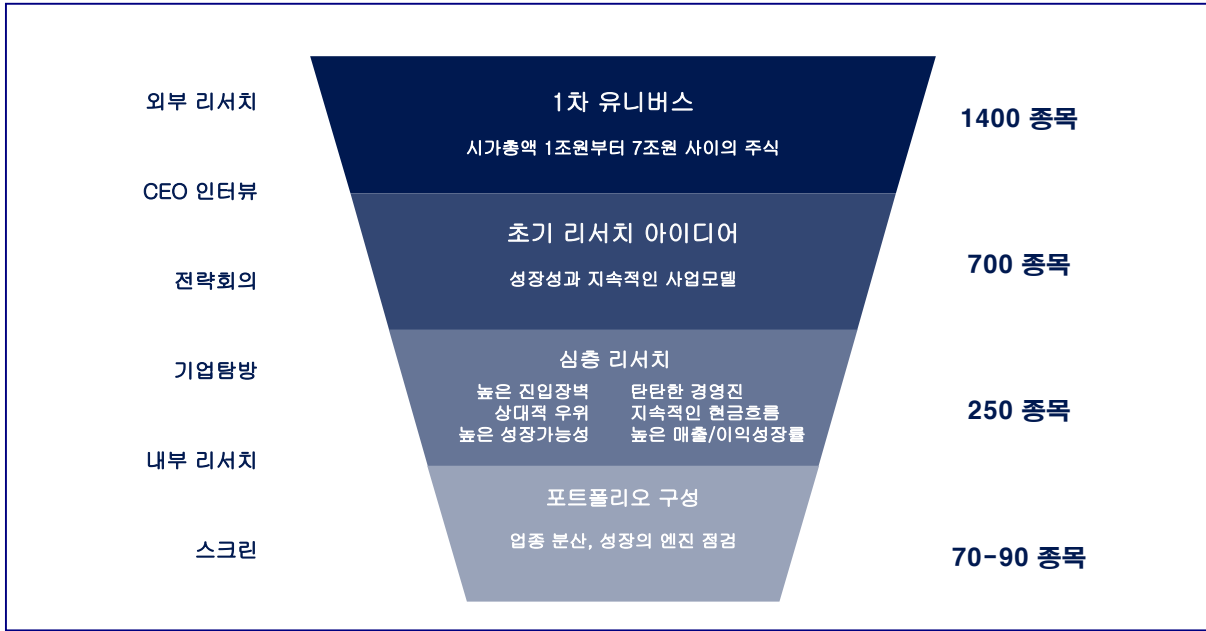 외부 리서치
CEO 인터뷰
전략회의
기업탐방
내부 리서치
스크린
1차 유니버스
시가총액 1조원부터 7조원 사이의 주식
초기 리서치 아이디어
성장성과 지속적인 사업모델
심층 리서치
높은 진입장벽 탄탄한 경영진
상대적 우위 지속적인 현금흐름
높은 성장가능성 높은 매출/이익성장률
포트폴리오 구성
업종 분산, 성장의 엔진 점검
1400 종목
700 종목
250 종목
70-90 종목